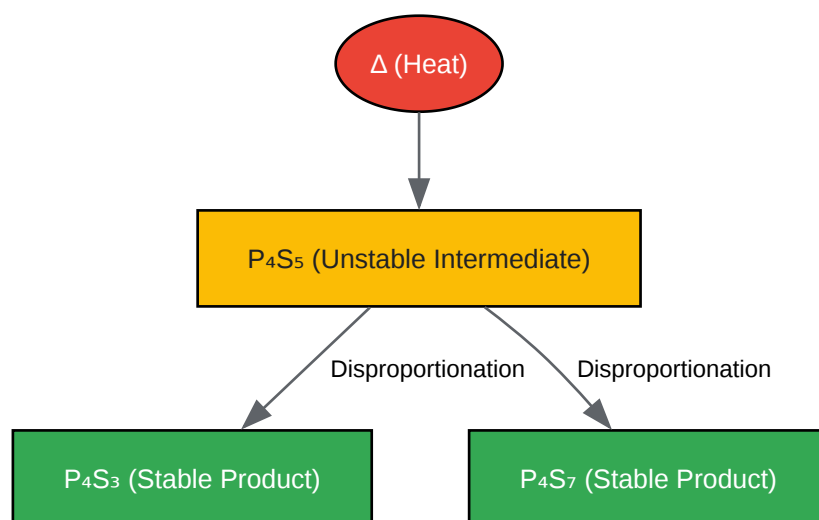 Δ (Heat)
P₄S₅ (Unstable Intermediate)
Disproportionation
Disproportionation
P₄S₃ (Stable Product)
P₄S₇ (Stable Product)